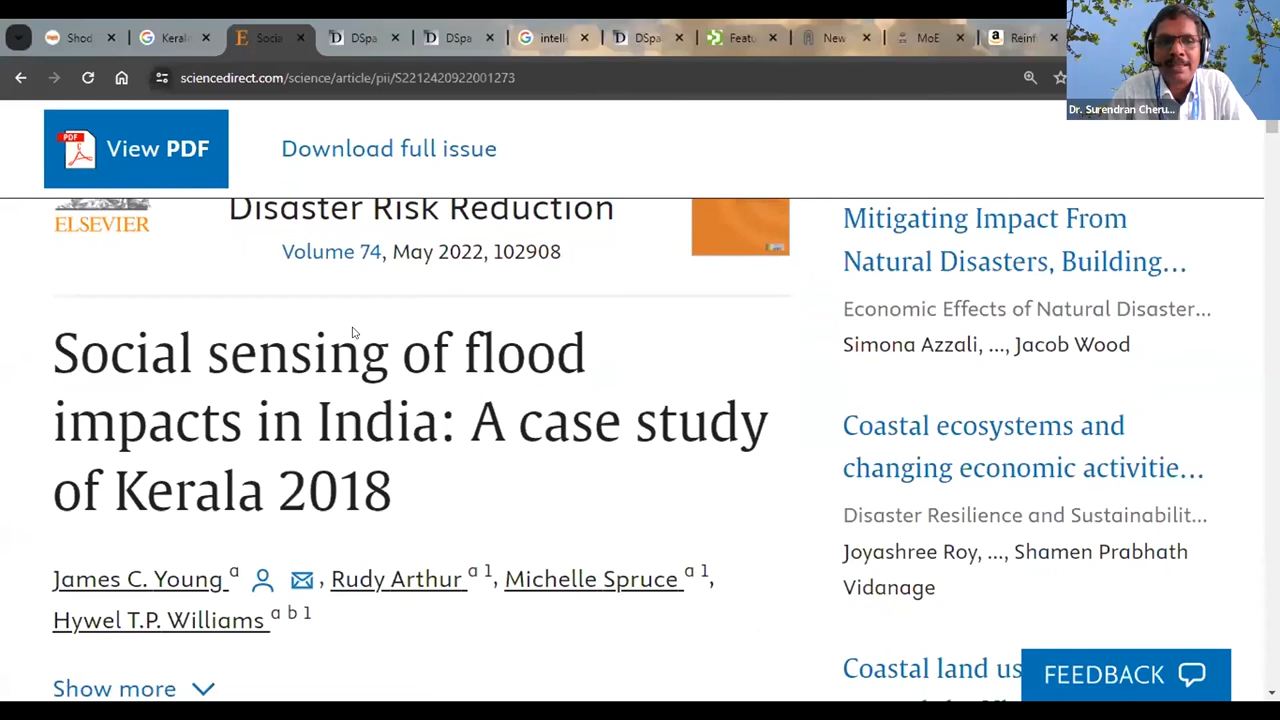 Shod
Keral
Socia
DSpa
DSpa
intell
DSpa
Featu
New
MoE
Reinf
sciencedirect.com/science/article/pii/S2212420922001273
Dr. Surendran Cheru...
View PDF
Download full issue
ELSEVIER
Disaster Risk Reduction
Volume 74, May 2022, 102908
Social sensing of flood
impacts in India: A case study
of Kerala 2018
James C. Young a, Rudy Arthur a 1, Michelle Spruce a 1,
Hywel T.P. Williams a b 1
Show more
Mitigating Impact From
Natural Disasters, Building...
Economic Effects of Natural Disaster...
Simona Azzali, ..., Jacob Wood
Coastal ecosystems and
changing economic activitie...
Disaster Resilience and Sustainabilit...
Joyashree Roy, ..., Shamen Prabhath
Vidanage
Coastal land us
FEEDBACK